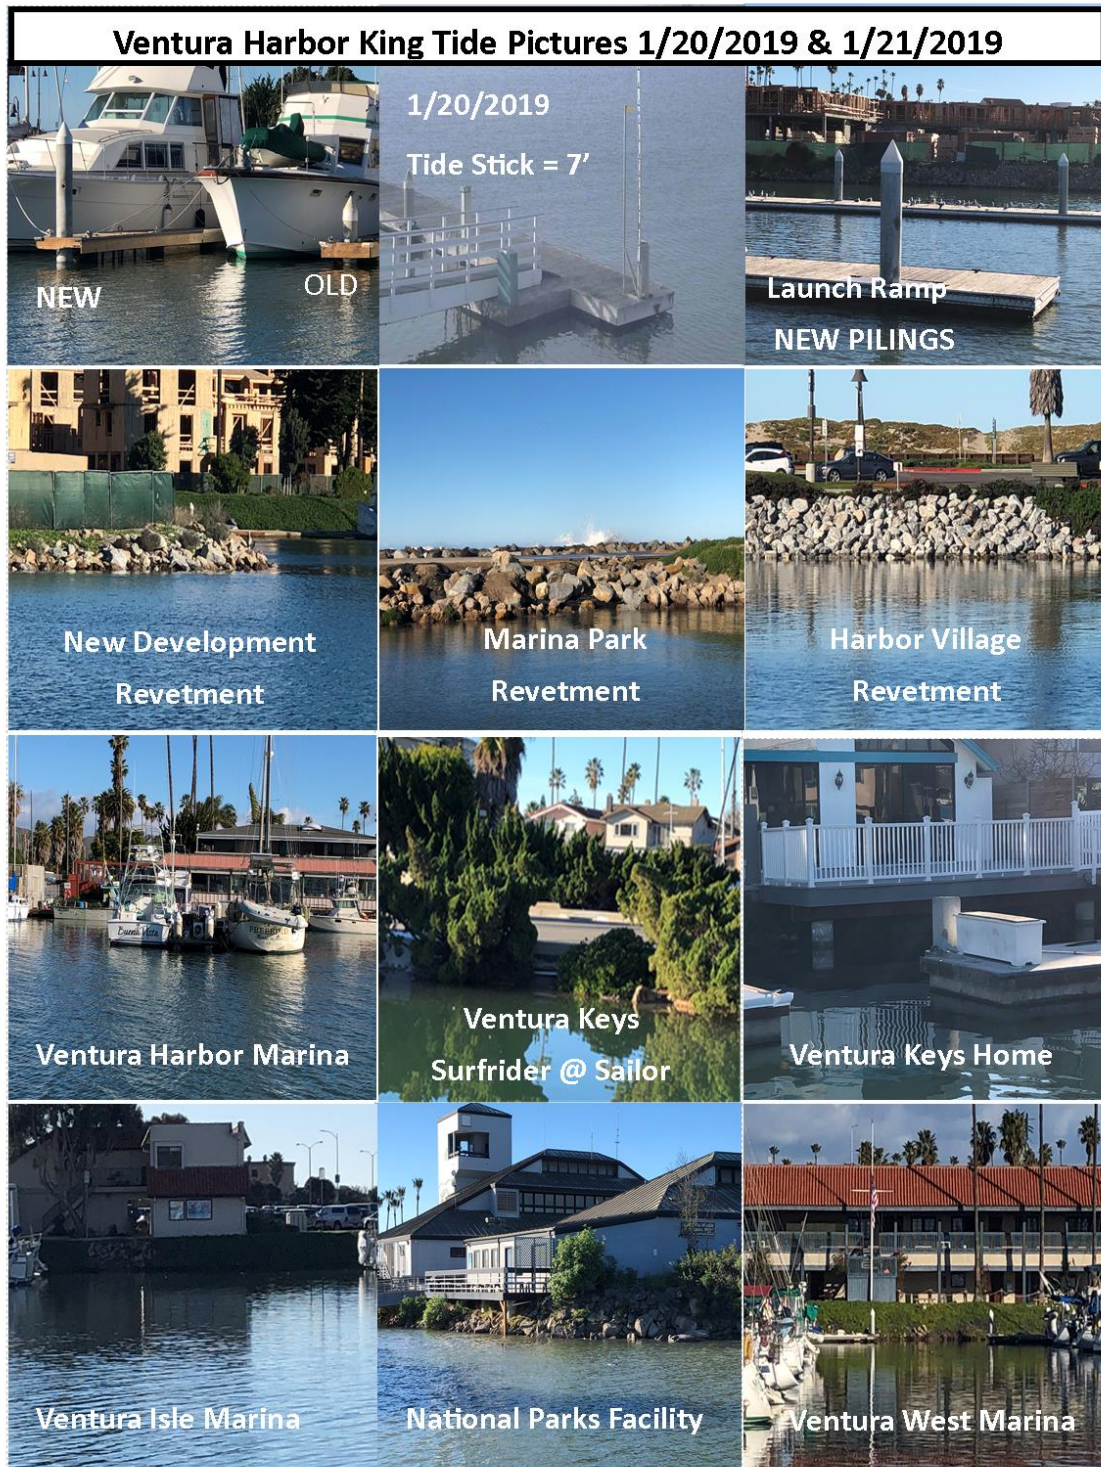 Ventura Harbor King Tide Pictures 1/20/2019 & 1/21/2019
NEW
OLD
1/20/2019
Tide Stick = 7’
Launch Ramp
NEW PILINGS
New Development
Revetment
Marina Park
Revetment
Harbor Village
Revetment
Buena Vista
Ventura Harbor Marina
Ventura Keys
Surfrider @ Sailor
Ventura Keys Home
Ventura Isle Marina
National Parks Facility
Ventura West Marina